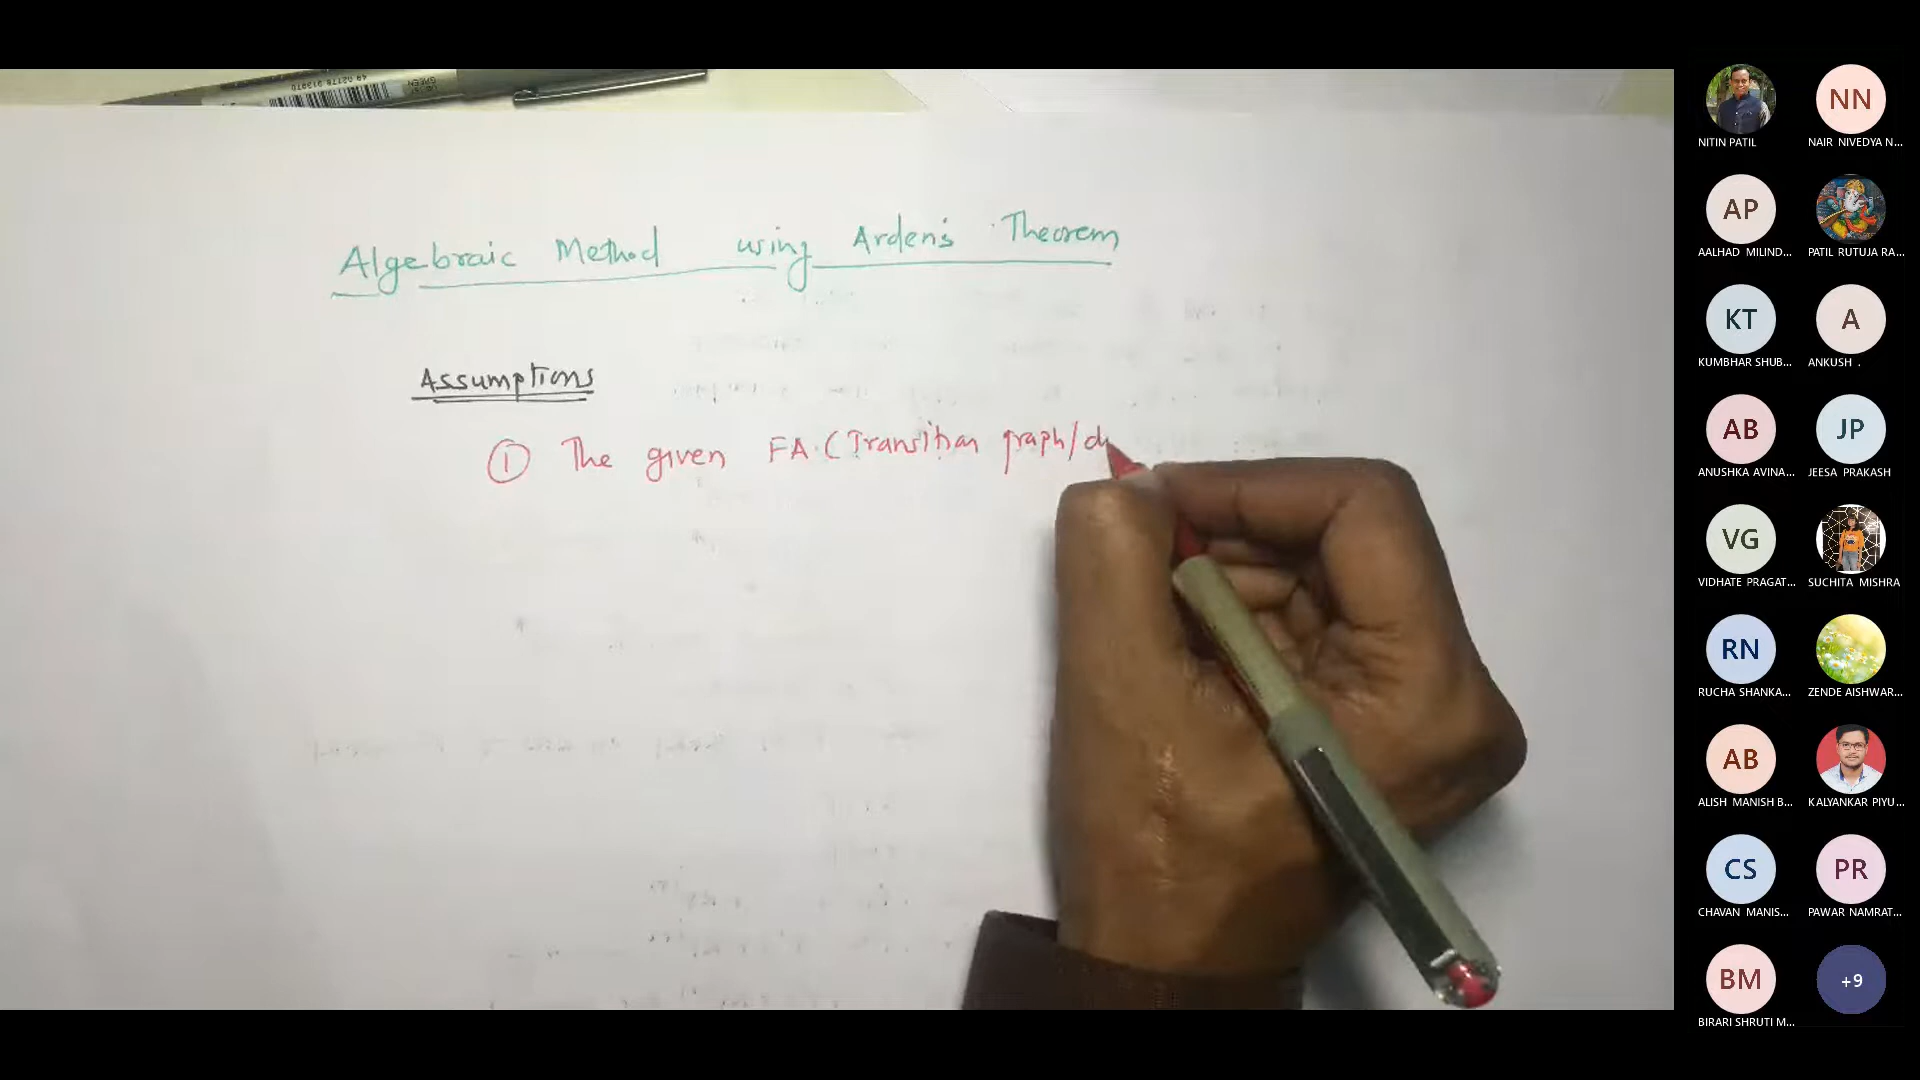 Algebraic Method using Arden's Theorem
Assumptions
① The given FA (Transition graph/di
NITIN PATIL
NN
NAIR NIVEDYA N...
AP
AALHAD MILIND...
PATIL RUTUJA RA...
KT
KUMBHAR SHUB...
A
ANKUSH .
AB
ANUSHKA AVINA...
JP
JEESA PRAKASH
VG
VIDHATE PRAGAT...
SUCHITA MISHRA
RN
RUCHA SHANKA...
ZENDE AISHWAR...
AB
ALISH MANISH B...
KALYANKAR PIYU...
CS
CHAVAN MANIS...
PR
PAWAR NAMRAT...
BM
BIRARI SHRUTI M...
+9